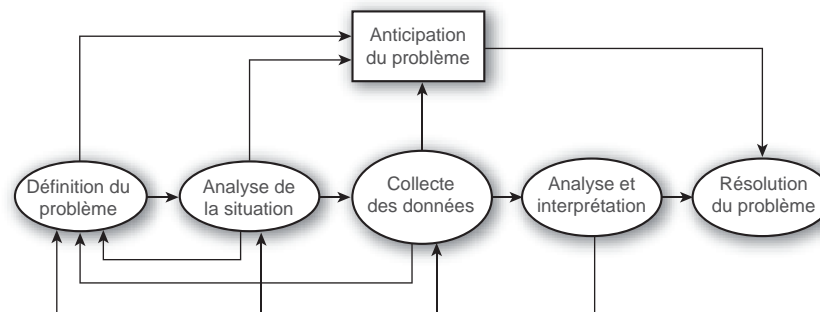 Anticipation
du problème
Définition du
problème
Analyse de
la situation
Collecte
des données
Analyse et
interprétation
Résolution
du problème